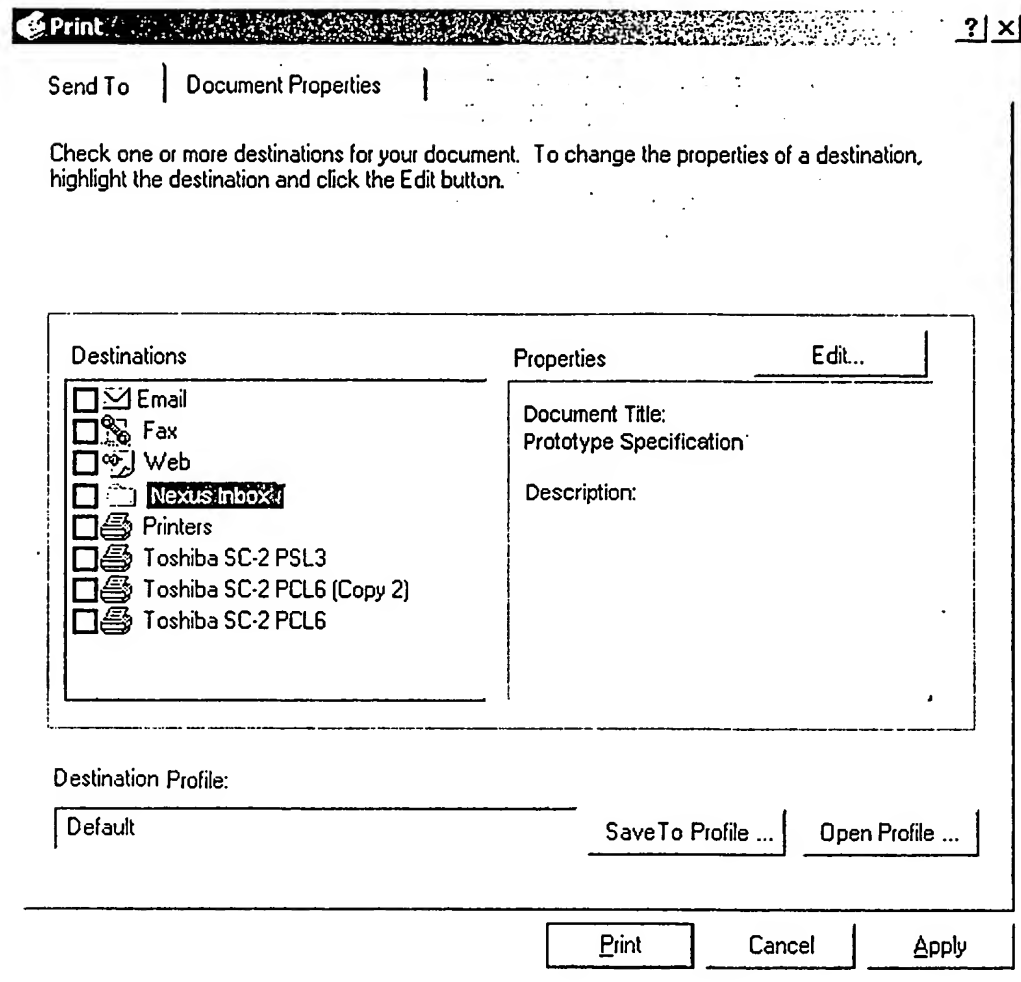 Print
? X
Send To
Document Properties
Check one or more destinations for your document. To change the properties of a destination,
highlight the destination and click the Edit button.
Destinations
Properties
Edit...
Email
Fax
Web
Nexus Inbox
Printers
Toshiba SC-2 PSL3
Toshiba SC-2 PCL6 (Copy 2)
Toshiba SC-2 PCL6
Document Title:
Prototype Specification
Description:
Destination Profile:
Default
SaveTo Profile ...
Open Profile ...
Print
Cancel
Apply